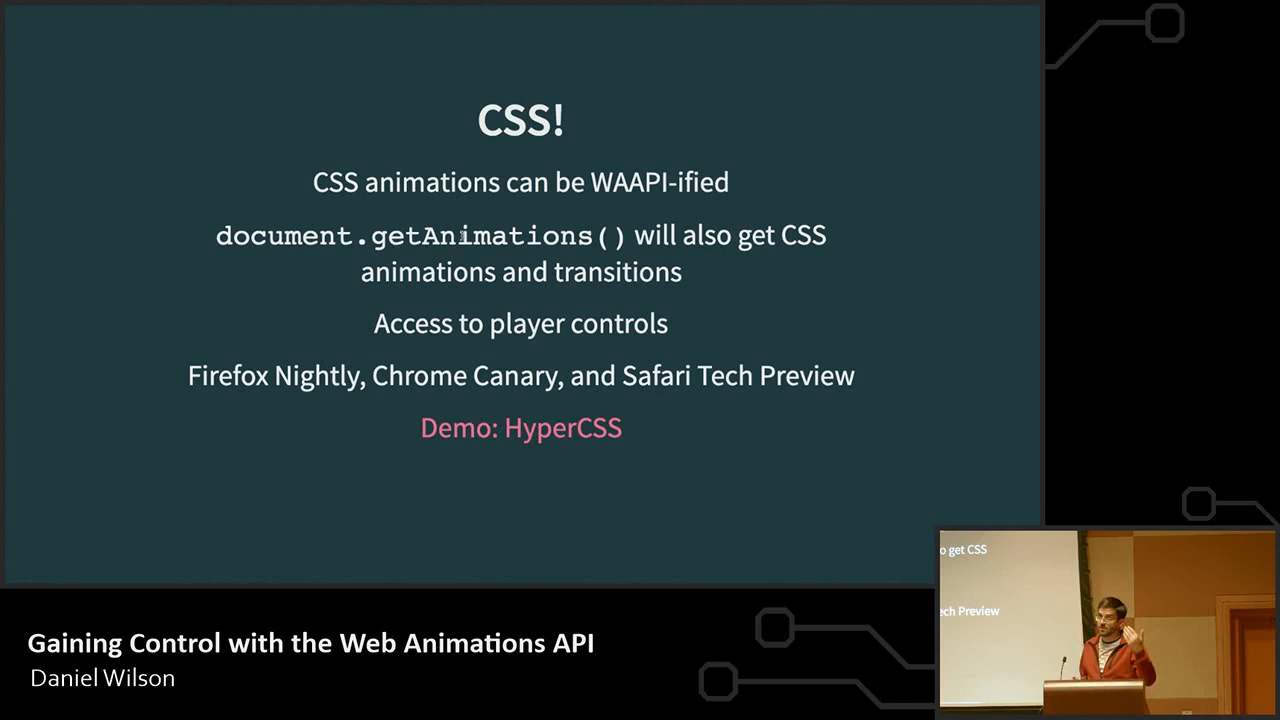 CSS!
CSS animations can be WAAPI-ified
document.getAnimations() will also get CSS
animations and transitions
Access to player controls
Firefox Nightly, Chrome Canary, and Safari Tech Preview
Demo: HyperCSS
o get CSS
ech Preview
Gaining Control with the Web Animations API
Daniel Wilson